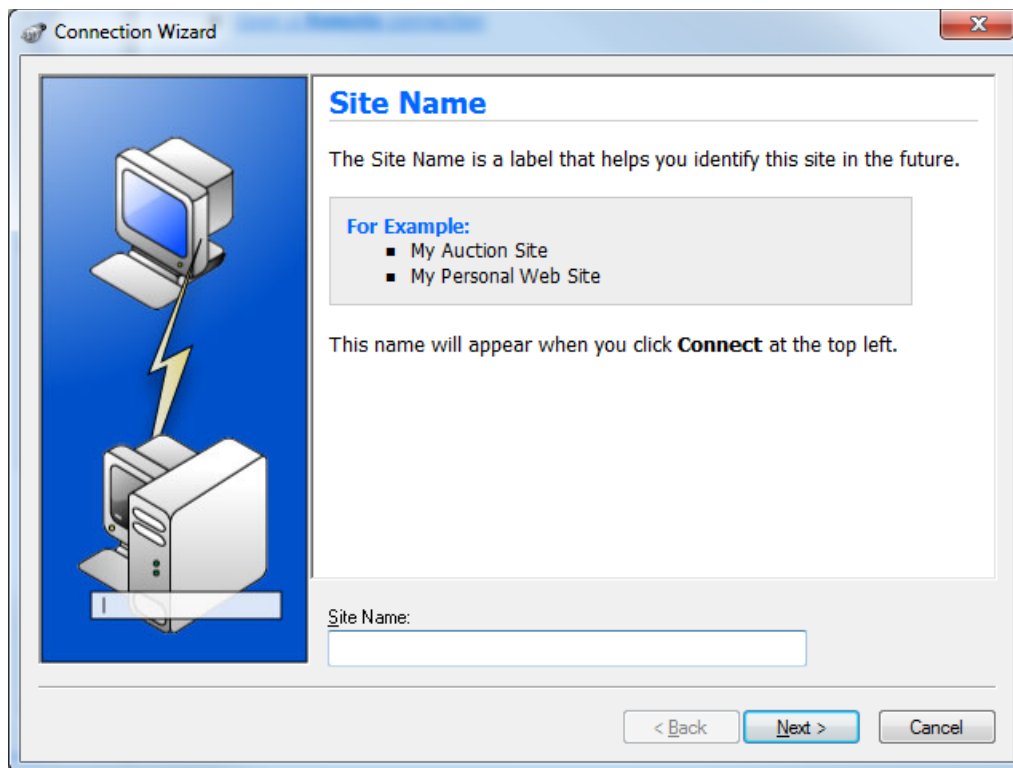 Connection Wizard
X
Site Name
The Site Name is a label that helps you identify this site in the future.
For Example:
▪ My Auction Site
▪ My Personal Web Site
This name will appear when you click Connect at the top left.
Site Name:
< Back
Next >
Cancel